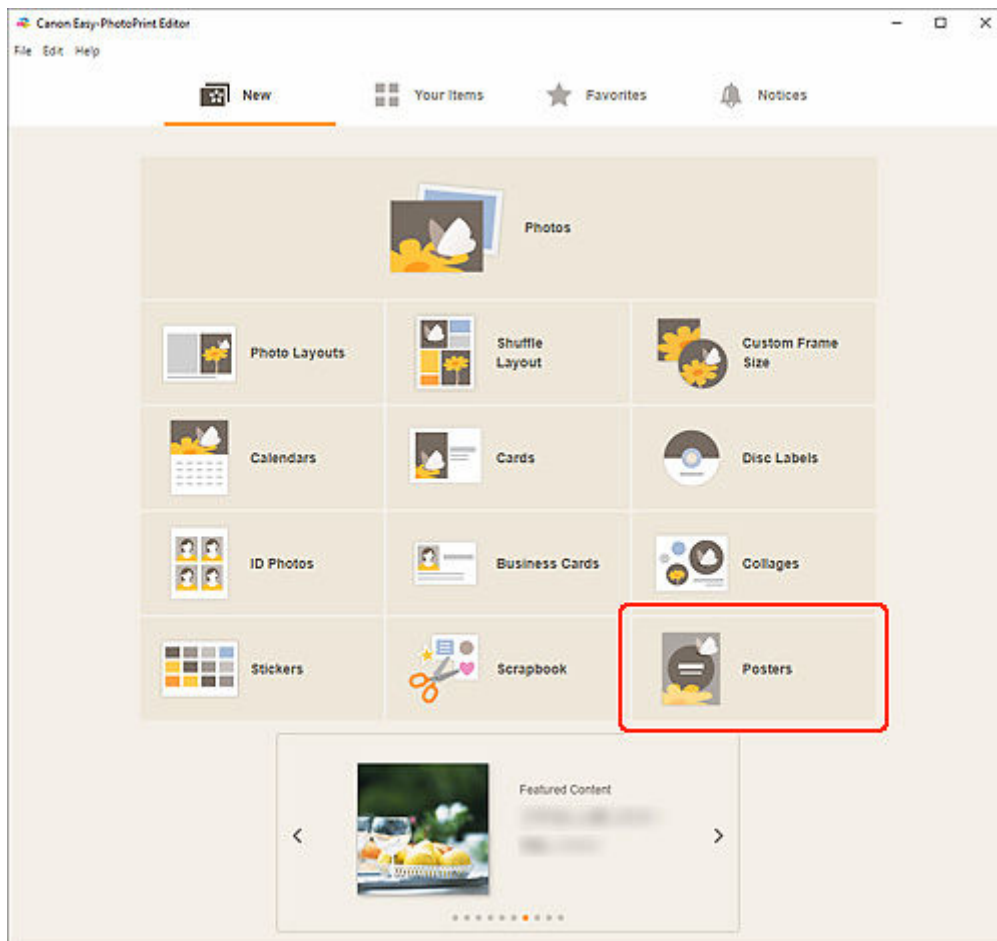 Canon Easy-PhotoPrint Editor
File Edit Help
New Your Items Favorites Notices
Photos
Photo Layouts
Shuffle
Layout
Custom Frame
Size
Calendars
Cards
Disc Labels
ID Photos
Business Cards
Collages
Stickers
Scrapbook
Posters
Featured Content